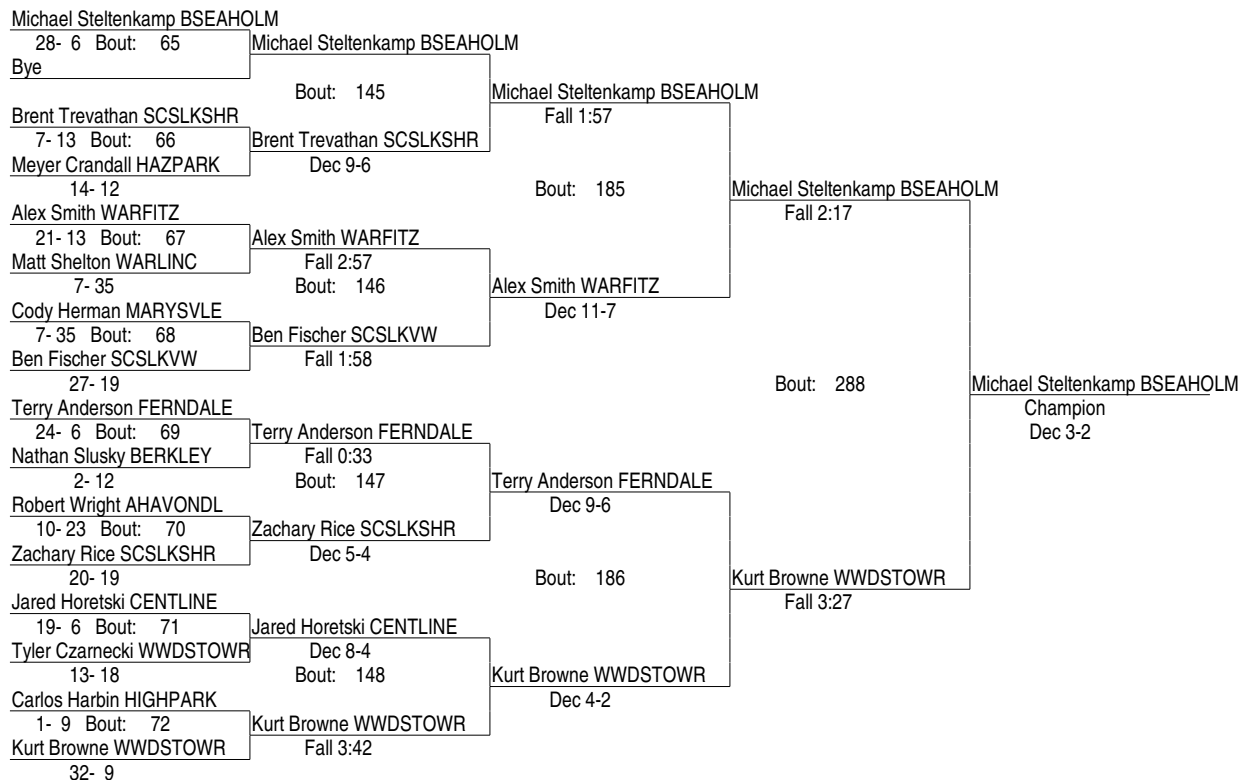 Michael Steltenkamp BSEAHOLM
28- 6 Bout: 65
Bye
Brent Trevathan SCSLKSHR
7- 13 Bout: 66
Meyer Crandall HAZPARK
14- 12
Alex Smith WARFITZ
21- 13 Bout: 67
Matt Shelton WARLINC
7- 35
Cody Herman MARYSVLE
7- 35 Bout: 68
Ben Fischer SCSLKVW
27- 19
Terry Anderson FERNDALE
24- 6 Bout: 69
Nathan Slusky BERKLEY
2- 12
Robert Wright AHAVONDL
10- 23 Bout: 70
Zachary Rice SCSLKSHR
20- 19
Jared Horetski CENTLINE
19- 6 Bout: 71
Tyler Czarnecki WWDSTOWR
13- 18
Carlos Harbin HIGHPARK
1- 9 Bout: 72
Kurt Browne WWDSTOWR
32- 9
Michael Steltenkamp BSEAHOLM
Bout: 145
Brent Trevathan SCSLKSHR
Dec 9-6
Alex Smith WARFITZ
Fall 2:57
Bout: 146
Ben Fischer SCSLKVW
Fall 1:58
Terry Anderson FERNDALE
Fall 0:33
Bout: 147
Zachary Rice SCSLKSHR
Dec 5-4
Jared Horetski CENTLINE
Dec 8-4
Bout: 148
Kurt Browne WWDSTOWR
Fall 3:42
Michael Steltenkamp BSEAHOLM
Fall 1:57
Bout: 185
Alex Smith WARFITZ
Dec 11-7
Terry Anderson FERNDALE
Dec 9-6
Bout: 186
Kurt Browne WWDSTOWR
Dec 4-2
Michael Steltenkamp BSEAHOLM
Fall 2:17
Bout: 288
Kurt Browne WWDSTOWR
Fall 3:27
Michael Steltenkamp BSEAHOLM
Champion
Dec 3-2